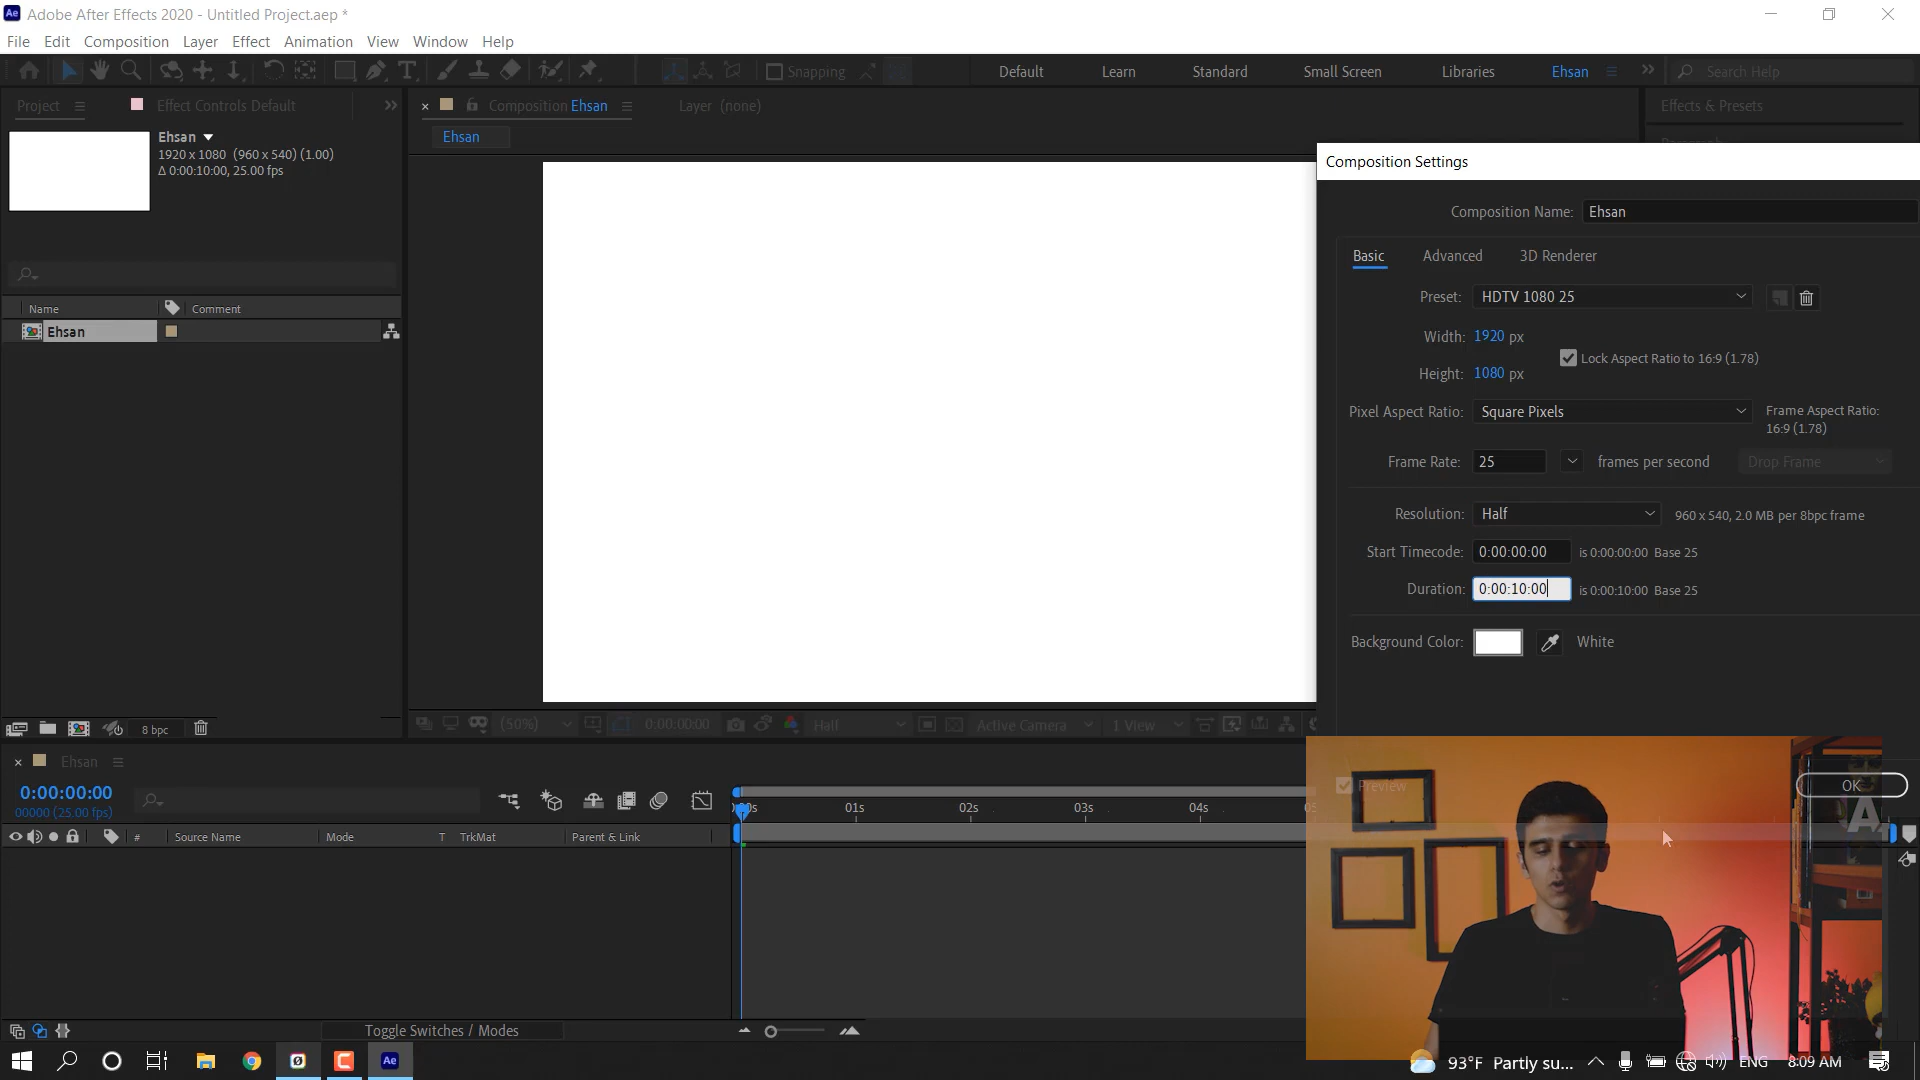 Ae Adobe After Effects 2020 - Untitled Project.aep *
File Edit Composition Layer Effect Animation View Window Help
Snapping Default Learn Standard Small Screen Libraries Ehsan Search Help
Project Effect Controls Default
Composition Ehsan Layer (none) Effects & Presets
Ehsan
Ehsan
1920 x 1080 (960 x 540) (1.00)
Δ 0:00:10:00, 25.00 fps
Name Comment
Ehsan
8 bpc
(50%) 0:00:00:00 Half Active Camera 1 View
Composition Settings
Composition Name: Ehsan
Basic Advanced 3D Renderer
Preset: HDTV 1080 25
Width: 1920 px
Lock Aspect Ratio to 16:9 (1.78)
Height: 1080 px
Pixel Aspect Ratio: Square Pixels
Frame Aspect Ratio:
16:9 (1.78)
Frame Rate: 25 frames per second Drop Frame
Resolution: Half 960 x 540, 2.0 MB per 8bpc frame
Start Timecode: 0:00:00:00 is 0:00:00:00 Base 25
Duration: 0:00:10:00 is 0:00:10:00 Base 25
Background Color: White
Preview OK
Ehsan
0:00:00:00
00000 (25.00 fps)
01s 02s 03s 04s
# Source Name Mode T TrkMat Parent & Link
Toggle Switches / Modes
Ae 93°F Partly su... ENG 8:09 AM